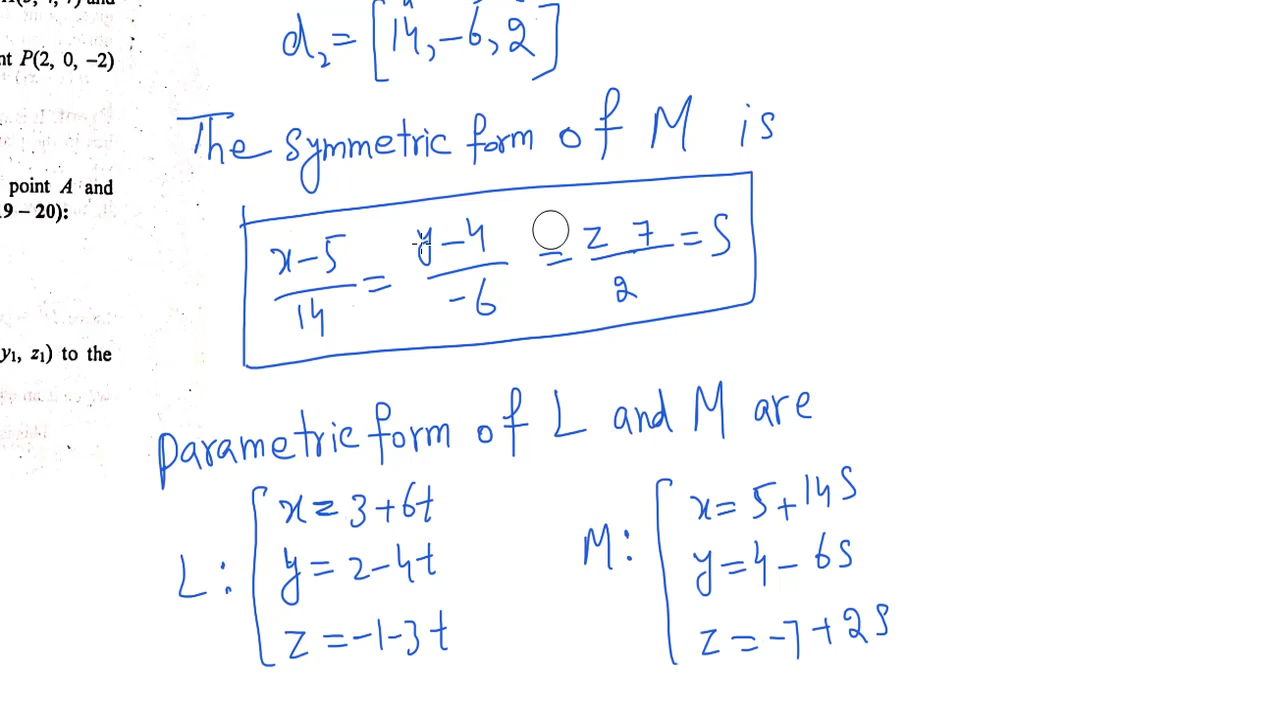 nt P(2, 0, −2)
point A and
9 – 20):
y₁, z₁) to the
d₂ = [14, -6, 2]
The symmetric form of M is
x-5/14 = y-4/-6 = z 7/2 = S
Parametric form of L and M are
L: { x = 3+6t
y = 2-4t
z = -1-3t
M: { x = 5+14S
y = 4-6S
z = -7+2S